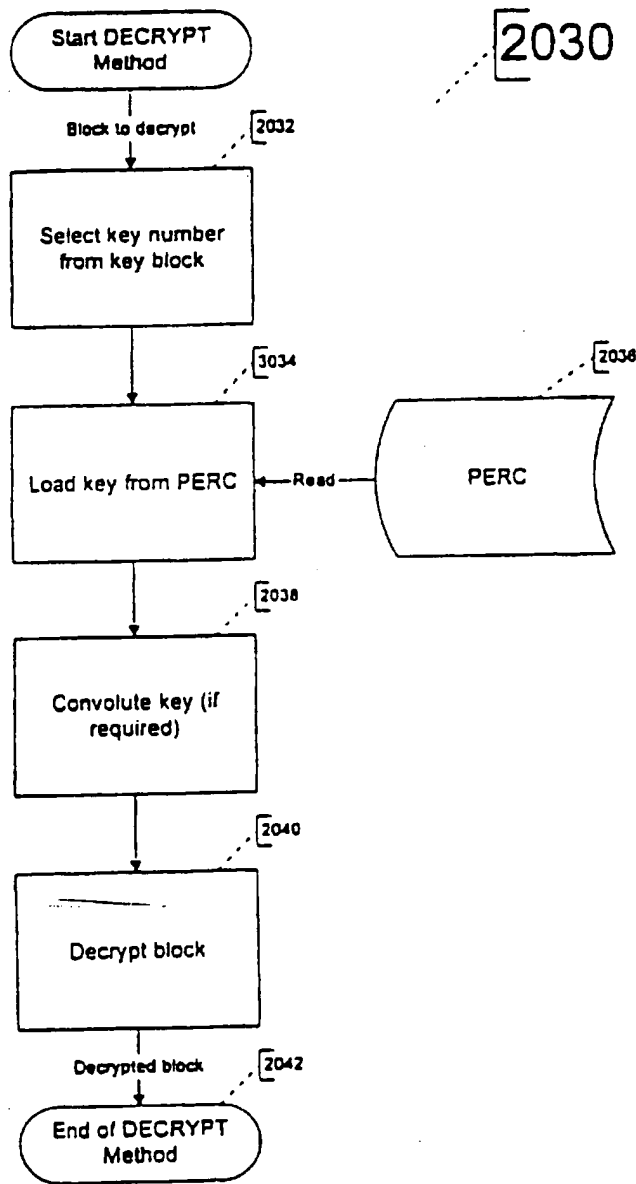 Start DECRYPT
Method
2030
Block to decrypt
2032
Select key number
from key block
3034
2036
Load key from PERC
Read
PERC
2038
Convolute key (if
required)
2040
Decrypt block
Decrypted block
2042
End of DECRYPT
Method